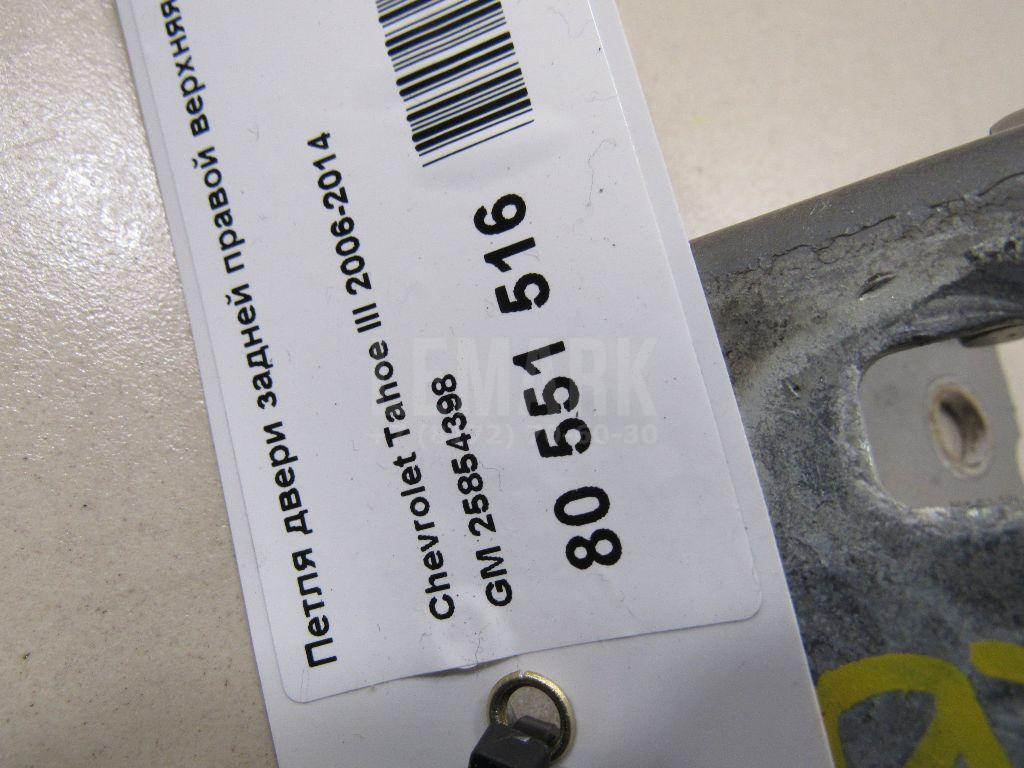 Петля двери задней правой верхняя
Chevrolet Tahoe III 2006-2014
GM 25854398
80 551 516